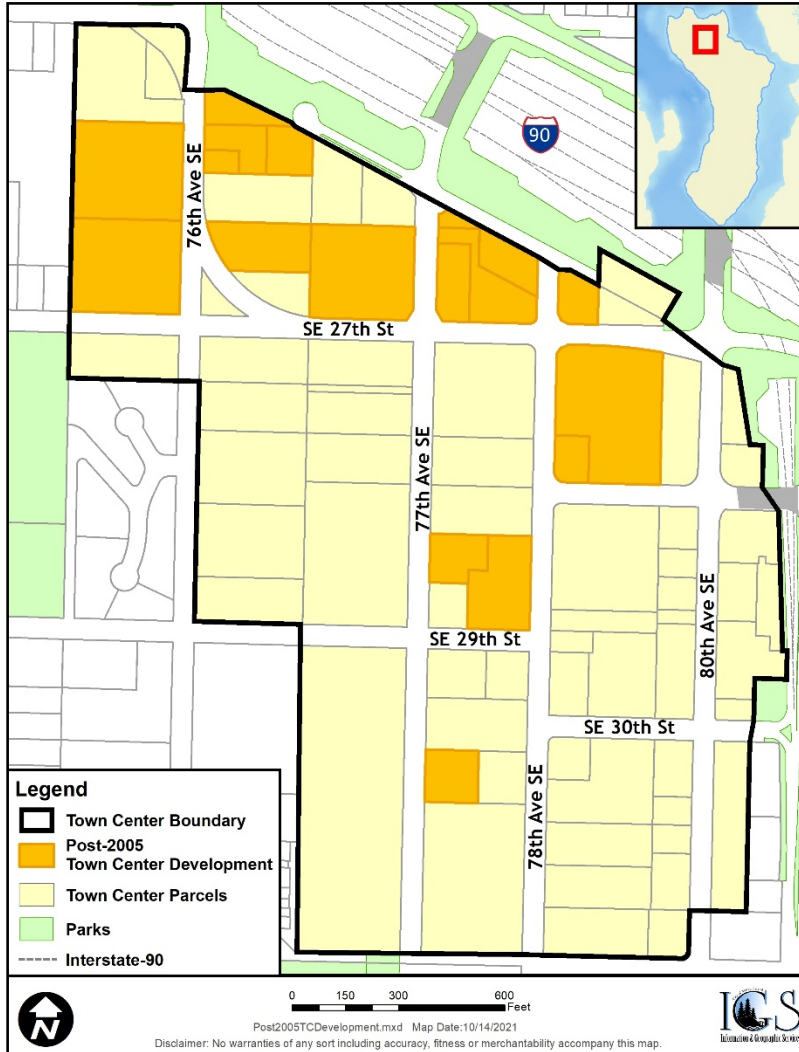 90
76th Ave SE
SE 27th St
77th Ave SE
SE 29th St
80th Ave SE
SE 30th St
78th Ave SE
Legend
Town Center Boundary
Post-2005
Town Center Development
Town Center Parcels
Parks
Interstate-90
N
0 150 300 600
Feet
Post2005TCDevelopment.mxd Map Date:10/14/2021
Disclaimer: No warranties of any sort including accuracy, fitness or merchantability accompany this map.
IGS
Information & Geographic Services